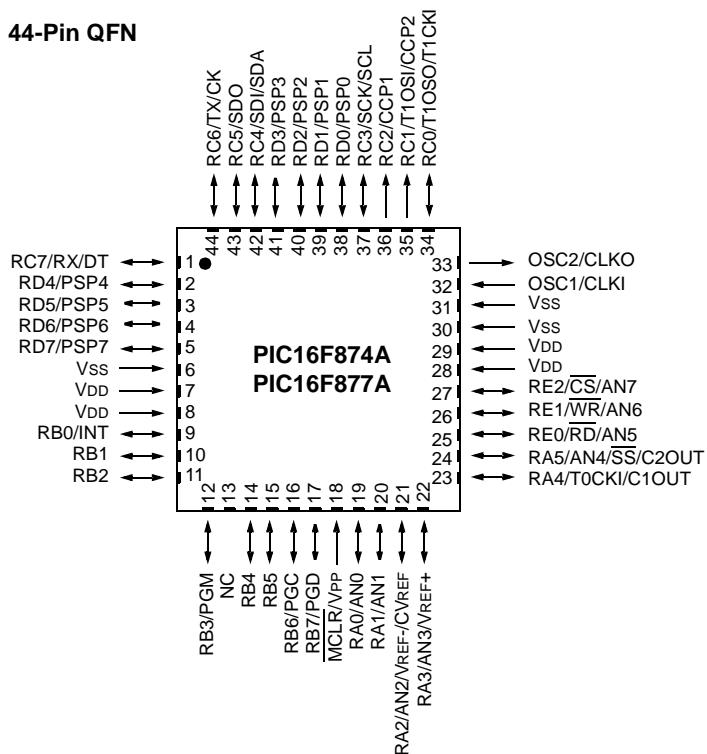 44-Pin QFN
RC6/TX/CK
RC5/SDO
RC4/SDI/SDA
RD3/PSP3
RD2/PSP2
RD1/PSP1
RD0/PSP0
RC3/SCK/SCL
RC2/CCP1
RC1/T1OSI/CCP2
RC0/T1OSO/T1CKI
44
43
42
41
40
39
38
37
36
35
34
RC7/RX/DT 1
RD4/PSP4 2
RD5/PSP5 3
RD6/PSP6 4
RD7/PSP7 5
VSS 6
VDD 7
VDD 8
RB0/INT 9
RB1 10
RB2 11
PIC16F874A
PIC16F877A
33 OSC2/CLKO
32 OSC1/CLKI
31 VSS
30 VSS
29 VDD
28 VDD
27 RE2/CS/AN7
26 RE1/WR/AN6
25 RE0/RD/AN5
24 RA5/AN4/SS/C2OUT
23 RA4/T0CKI/C1OUT
12
13
14
15
16
17
18
19
20
21
22
RB3/PGM
NC
RB4
RB5
RB6/PGC
RB7/PGD
MCLR/VPP
RA0/AN0
RA1/AN1
RA2/AN2/VREF-/CVREF
RA3/AN3/VREF+